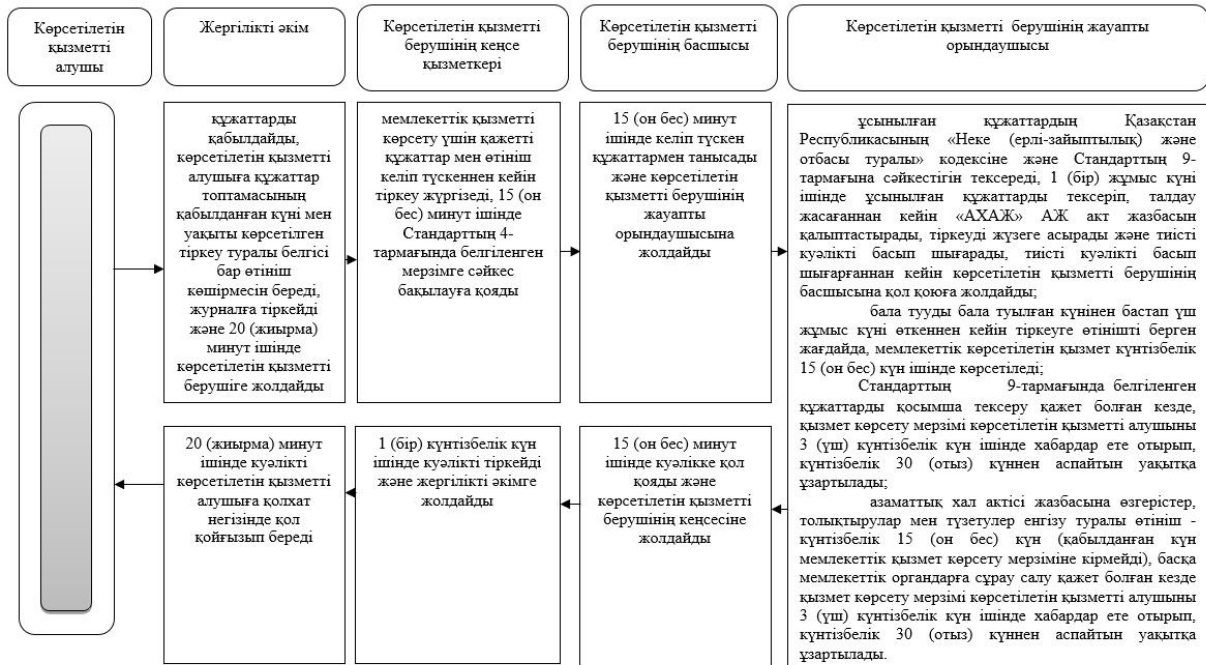 Көрсетілетін
қызметті
алушы
Жергілікті әкім
Көрсетілетін қызметті
берушінің кеңсе
қызметкері
Көрсетілетін қызметті
берушінің басшысы
Көрсетілетін қызметті берушінің жауапты
орындаушысы
құжаттарды
қабылдайды,
көрсетілетін қызметті
алушыға құжаттар
топтамасының
қабылданған күні мен
уақыты көрсетілген
тіркеу туралы белгісі
бар өтініш
көшірмесін береді,
журналға тіркейді
және 20 (жиырма)
минут ішінде
көрсетілетін қызметті
берушіге жолдайды
мемлекеттік қызметті
көрсету үшін қажетті
құжаттар мен өтініш
келіп түскеннен кейін
тіркеу жүргізеді, 15 (он
бес) минут ішінде
Стандарттың 4-
тармағында белгіленген
мерзімге сәйкес
бақылауға қояды
15 (он бес) минут
ішінде келіп түскен
құжаттармен танысады
және көрсетілетін
қызметті берушінің
жауапты
орындаушысына
жолдайды
ұсынылған құжаттардың Қазақстан
Республикасының «Неке (ерлі-зайыптылық) және
отбасы туралы» кодексіне және Стандарттың 9-
тармағына сәйкестігін тексереді, 1 (бір) жұмыс күні
ішінде ұсынылған құжаттарды тексеріп, талдау
жасағаннан кейін «АХАЖ» АЖ акт жазбасын
қалыптастырады, тіркеуді жүзеге асырады және тиісті
куәлікті басып шығарады, тиісті куәлікті басып
шығарғаннан кейін көрсетілетін қызметті берушінің
басшысына қол қоюға жолдайды;
бала тууды бала туылған күнінен бастап үш
жұмыс күні өткеннен кейін тіркеуге өтінішті берген
жағдайда, мемлекеттік көрсетілетін қызмет күнтізбелік
15 (он бес) күн ішінде көрсетіледі;
Стандарттың 9-тармағында белгіленген
құжаттарды қосымша тексеру қажет болған кезде,
қызмет көрсету мерзімі көрсетілетін қызметті алушыны
3 (үш) күнтізбелік күн ішінде хабардар ете отырып,
күнтізбелік 30 (отыз) күннен аспайтын уақытқа
ұзартылады;
азаматтық хал актісі жазбасына өзгерістер,
толықтырулар мен түзетулер енгізу туралы өтініш -
күнтізбелік 15 (он бес) күн (қабылданған күн
мемлекеттік қызмет көрсету мерзіміне кірмейді), басқа
мемлекеттік органдарға сұрау салу қажет болған кезде
қызмет көрсету мерзімі көрсетілетін қызметті алушыны
3 (үш) күнтізбелік күн ішінде хабардар ете отырып,
күнтізбелік 30 (отыз) күннен аспайтын уақытқа
ұзартылады.
20 (жиырма) минут
ішінде куәлікті
көрсетілетін қызметті
алушыға қолхат
негізінде қол
қойғызып береді
1 (бір) күнтізбелік күн
ішінде куәлікті тіркейді
және жергілікті әкімге
жолдайды
15 (он бес) минут
ішінде куәлікке қол
қояды және
көрсетілетін қызметті
берушінің кеңсесіне
жолдайды